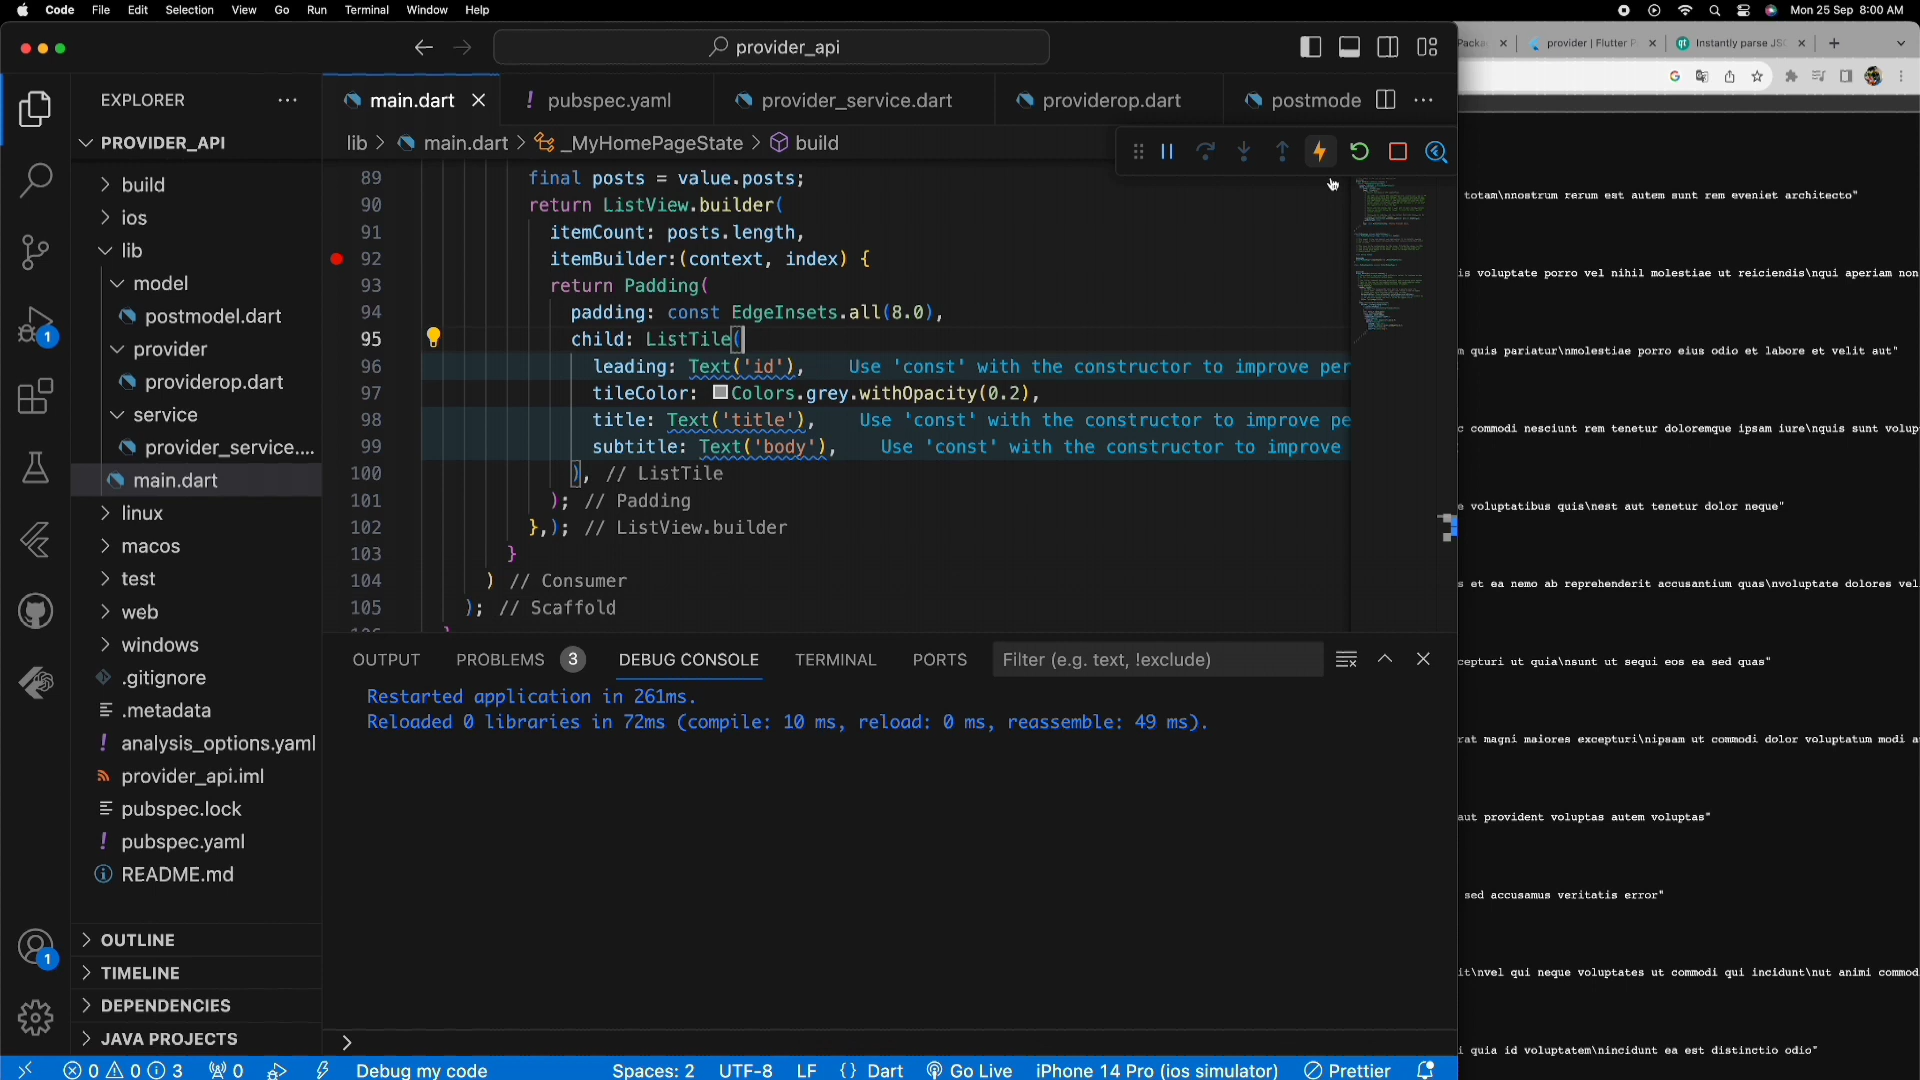 Code File Edit Selection View Go Run Terminal Window Help
Mon 25 Sep 8:00 AM
provider_api
provider | Flutter P
Instantly parse JS
EXPLORER
main.dart
pubspec.yaml
provider_service.dart
providerop.dart
postmode
PROVIDER_API
lib > main.dart > _MyHomePageState > build
build
ios
lib
model
postmodel.dart
provider
providerop.dart
service
provider_service....
main.dart
linux
macos
test
web
windows
.gitignore
.metadata
analysis_options.yaml
provider_api.iml
pubspec.lock
pubspec.yaml
README.md
OUTLINE
TIMELINE
DEPENDENCIES
JAVA PROJECTS
1
1
89 final posts = value.posts;
90 return ListView.builder(
91 itemCount: posts.length,
92 itemBuilder:(context, index) {
93 return Padding(
94 padding: const EdgeInsets.all(8.0),
95 child: ListTile(
96 leading: Text('id'), Use 'const' with the constructor to improve per
97 tileColor: Colors.grey.withOpacity(0.2),
98 title: Text('title'), Use 'const' with the constructor to improve pe
99 subtitle: Text('body'), Use 'const' with the constructor to improve
100 ), // ListTile
101 ); // Padding
102 },); // ListView.builder
103 }
104 ) // Consumer
105 ); // Scaffold
OUTPUT PROBLEMS 3 DEBUG CONSOLE TERMINAL PORTS Filter (e.g. text, !exclude)
Restarted application in 261ms.
Reloaded 0 libraries in 72ms (compile: 10 ms, reload: 0 ms, reassemble: 49 ms).
totam\nnostrum rerum est autem sunt rem eveniet architecto"
is voluptate porro vel nihil molestiae ut reiciendis\nqui aperiam non
quis pariatur\nmolestiae porro eius odio et labore et velit aut"
commodi nesciunt rem tenetur doloremque ipsam iure\nquis sunt volup
voluptatibus quis\nest aut tenetur dolor neque"
et ea nemo ab reprehenderit accusantium quas\nvoluptate dolores vel
cepturi ut quia\nsunt ut sequi eos ea sed quas"
rat magni maiores excepturi\nipsam ut commodi dolor voluptatum modi a
aut provident voluptas autem voluptas"
sed accusamus veritatis error"
it\nvel qui neque voluptates ut commodi qui incidunt\nut animi commod
quia id voluptatem\nincidunt ea est distinctio odio"
0 0 3 0 Debug my code Spaces: 2 UTF-8 LF {} Dart Go Live iPhone 14 Pro (ios simulator) Prettier